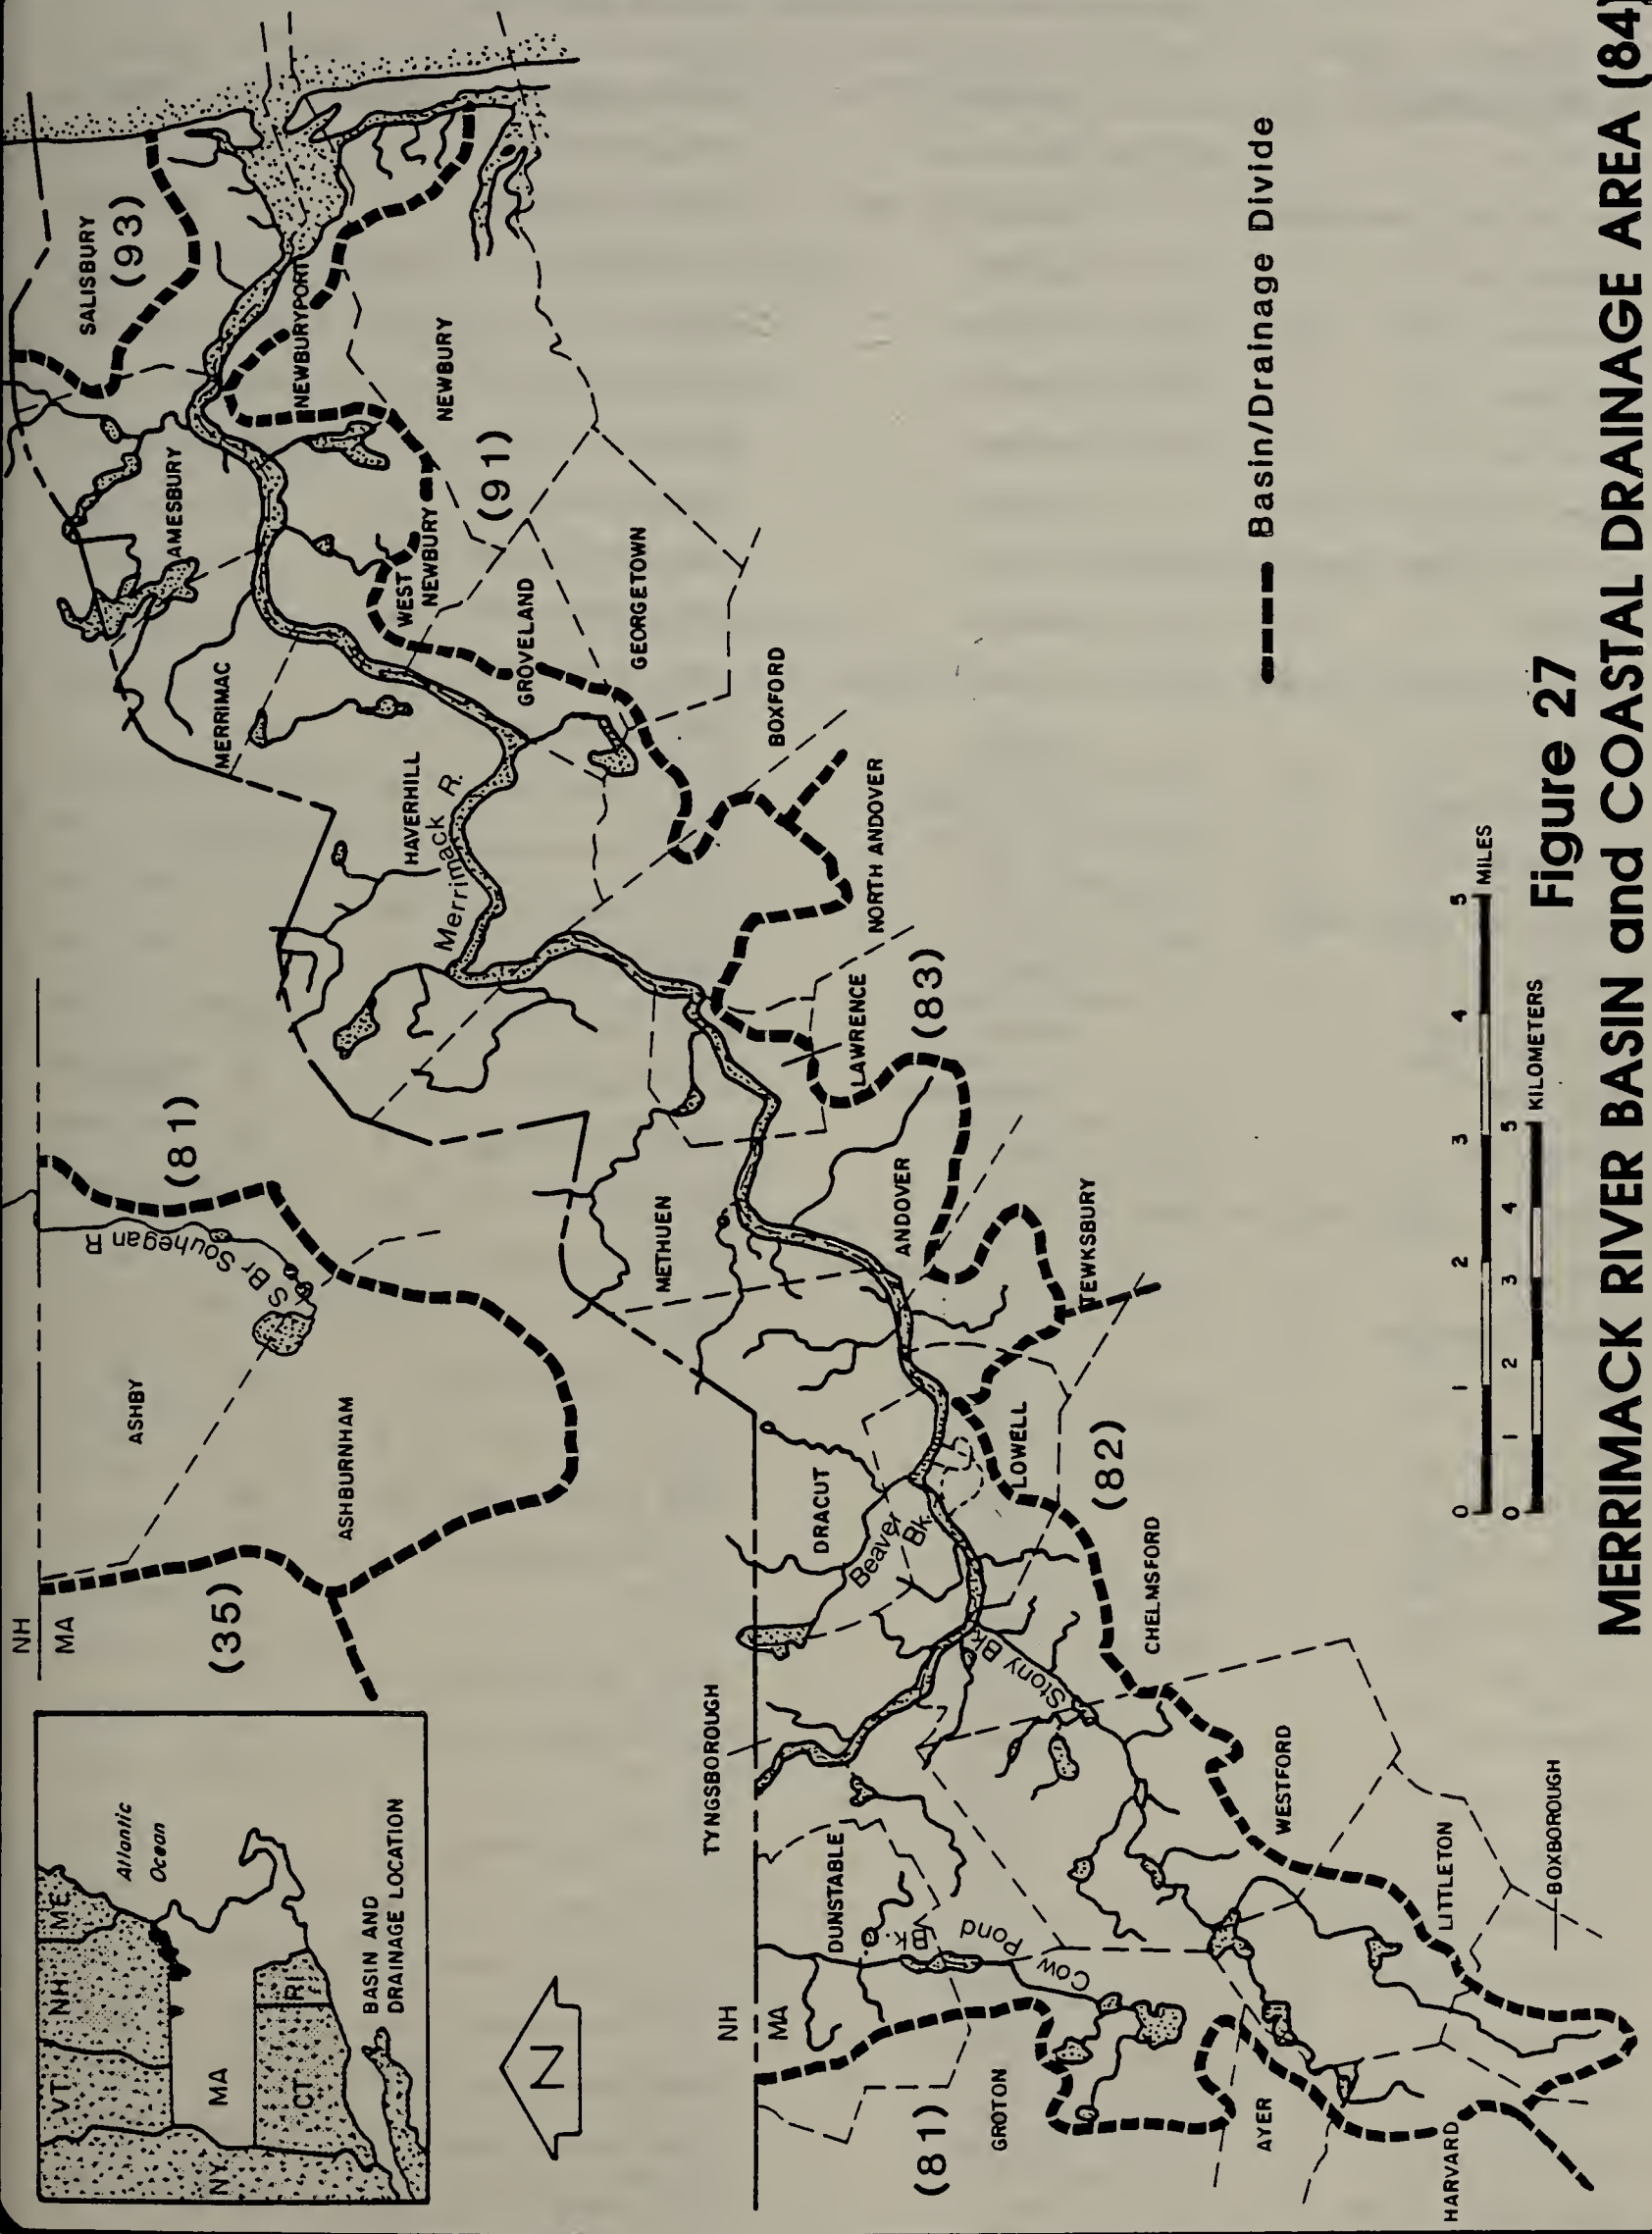 NH
MA
(35)
(81)
ASHBY
ASHBURNHAM
S Br Souhegan R
VT
NH
ME
Atlantic
Ocean
MA
NY
CT
RI
BASIN AND
DRAINAGE LOCATION
N
SALISBURY
(93)
AMESBURY
NEWBURYPORT
NEWBURY
MERRIMAC
WEST
NEWBURY
(91)
GROVELAND
GEORGETOWN
HAVERHILL
Merrimack R.
BOXFORD
NORTH ANDOVER
LAWRENCE
(83)
METHUEN
ANDOVER
TEWKSBURY
DRACUT
Beaver
Bk.
LOWELL
(82)
CHELMSFORD
TYNGSBOROUGH
Stony Bk
NH
MA
DUNSTABLE
Cow Pond Bk.
WESTFORD
(81)
GROTON
AYER
LITTLETON
BOXBOROUGH
HARVARD
Basin/Drainage Divide
0 1 2 3 4 5 MILES
0 1 2 3 4 5 KILOMETERS
Figure 27
MERRIMACK RIVER BASIN and COASTAL DRAINAGE AREA (84)